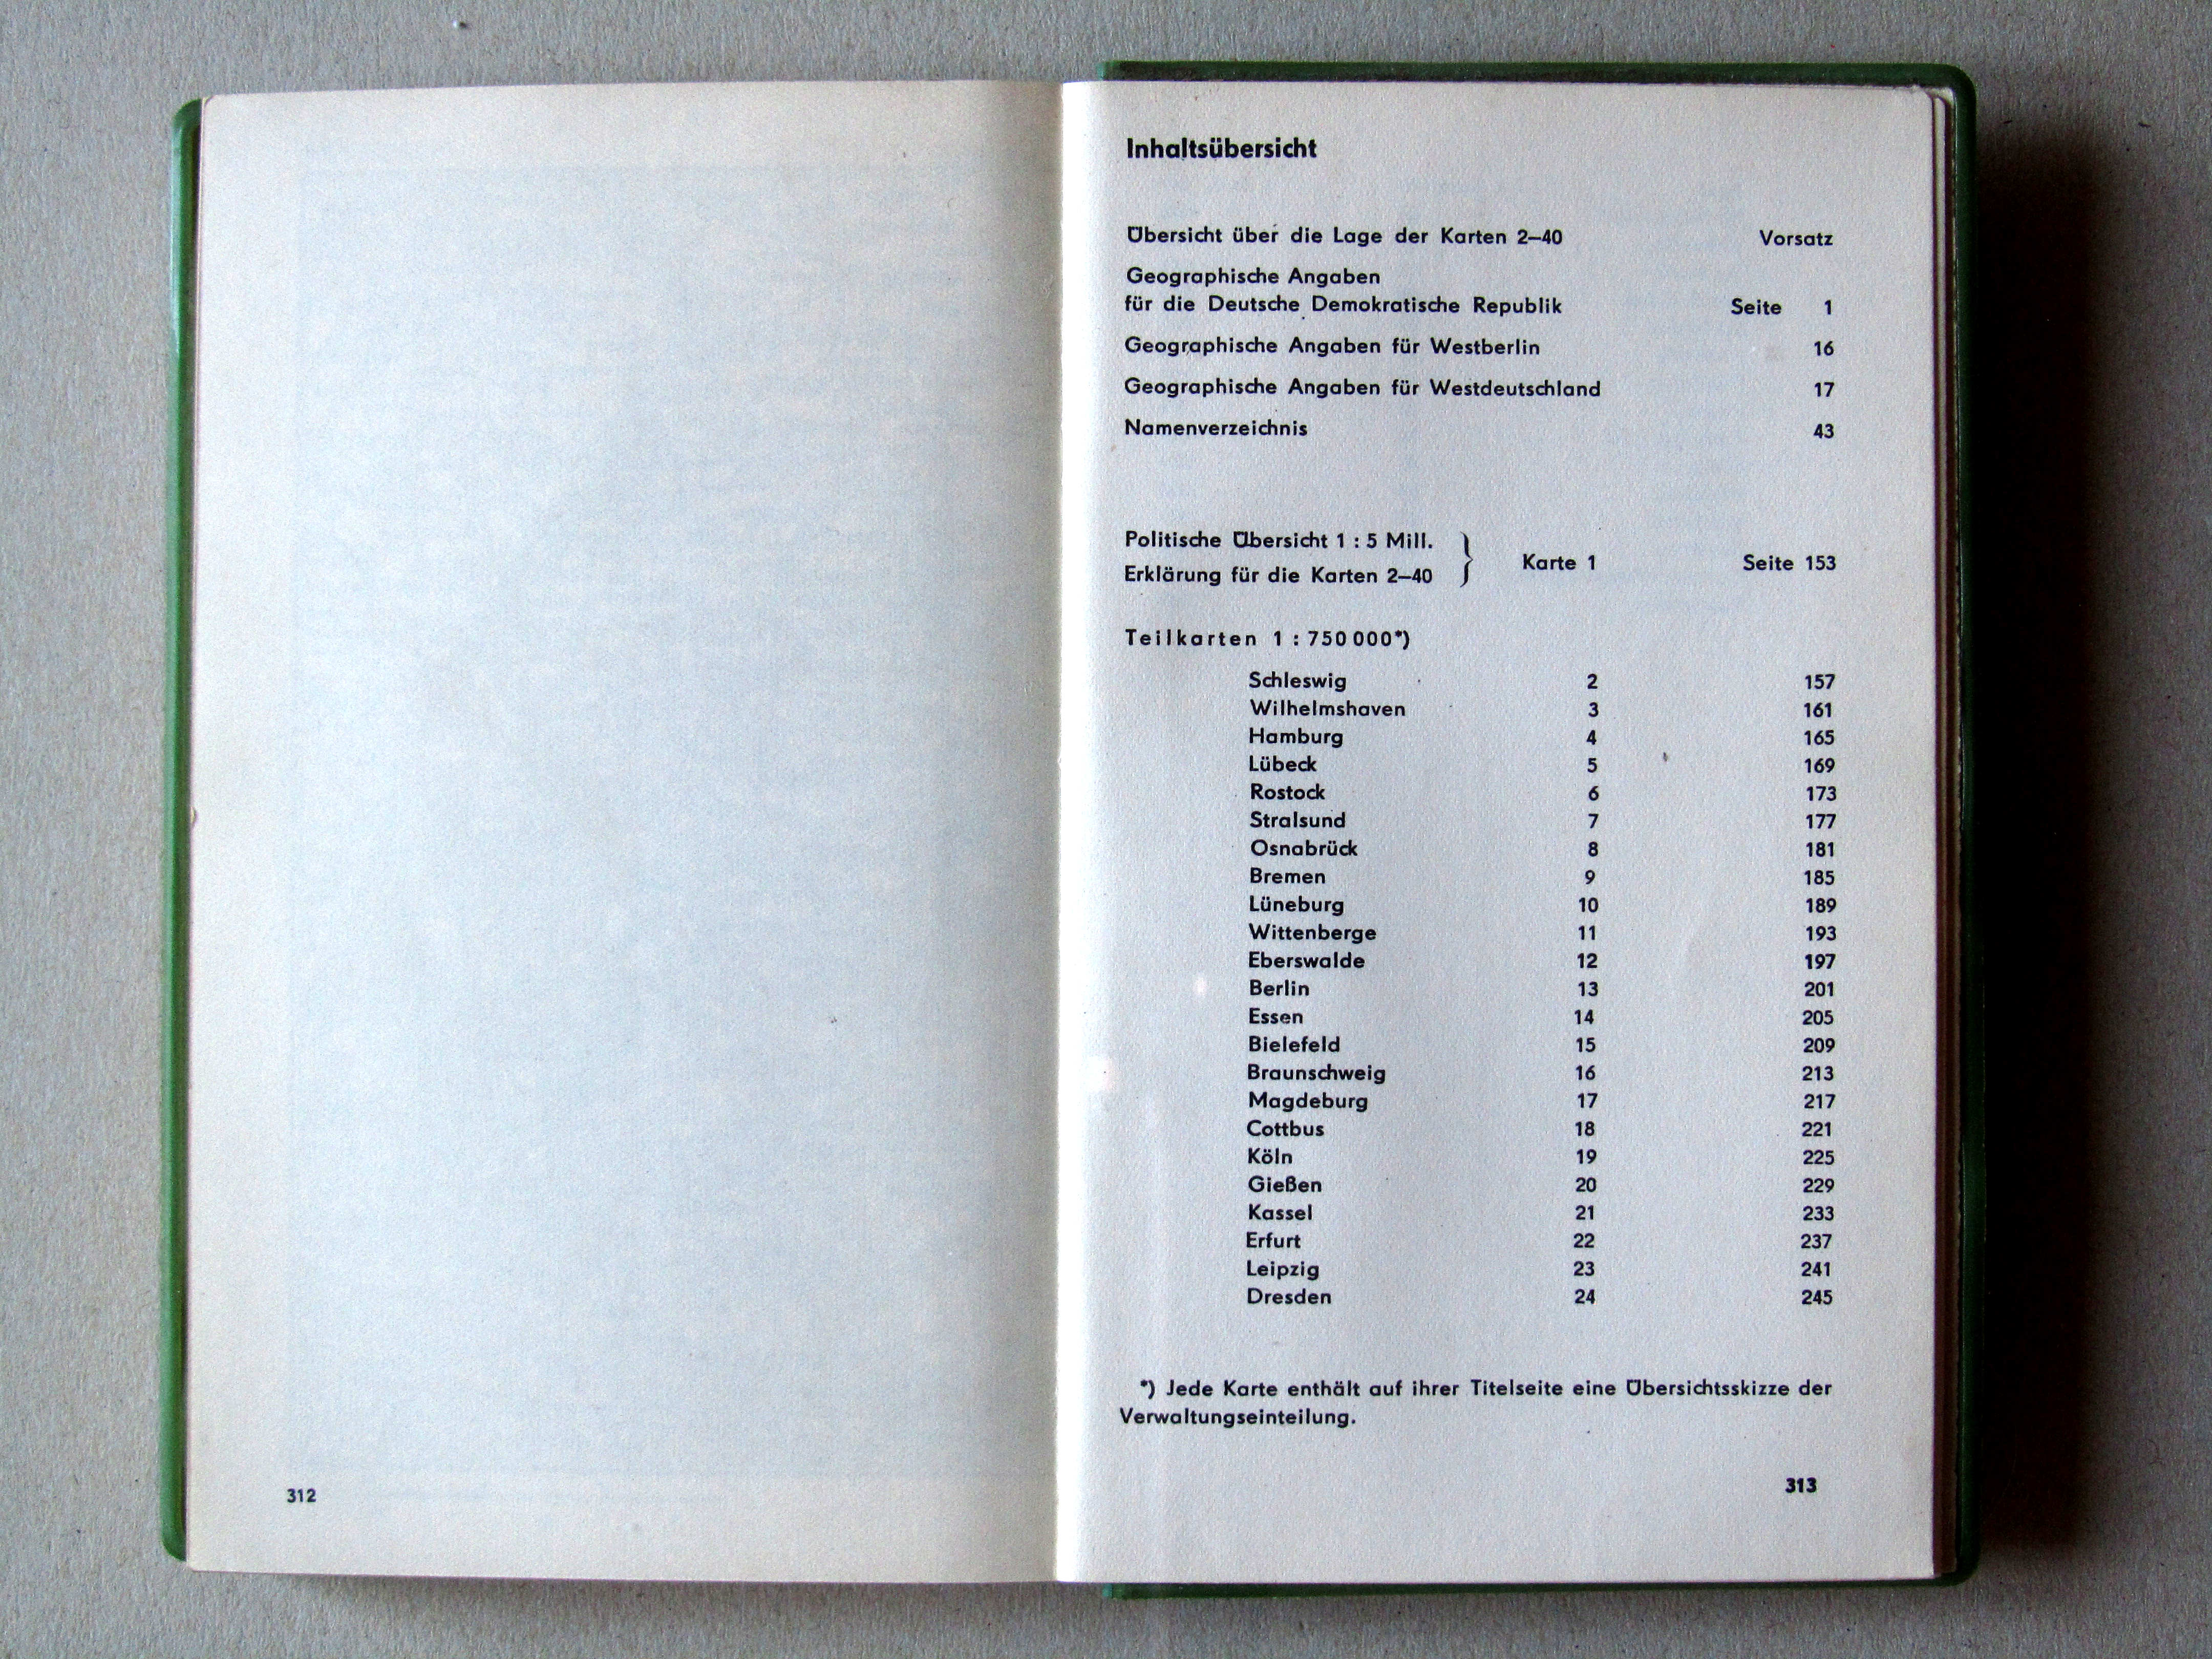 312
Inhaltsübersicht
Übersicht über die Lage der Karten 2–40 Vorsatz
Geographische Angaben
für die Deutsche Demokratische Republik Seite 1
Geographische Angaben für Westberlin 16
Geographische Angaben für Westdeutschland 17
Namenverzeichnis 43
Politische Übersicht 1 : 5 Mill.
Erklärung für die Karten 2–40 } Karte 1 Seite 153
Teilkarten 1 : 750 000*)
Schleswig 2 157
Wilhelmshaven 3 161
Hamburg 4 165
Lübeck 5 169
Rostock 6 173
Stralsund 7 177
Osnabrück 8 181
Bremen 9 185
Lüneburg 10 189
Wittenberge 11 193
Eberswalde 12 197
Berlin 13 201
Essen 14 205
Bielefeld 15 209
Braunschweig 16 213
Magdeburg 17 217
Cottbus 18 221
Köln 19 225
Gießen 20 229
Kassel 21 233
Erfurt 22 237
Leipzig 23 241
Dresden 24 245
*) Jede Karte enthält auf ihrer Titelseite eine Übersichtsskizze der
Verwaltungseinteilung.
313